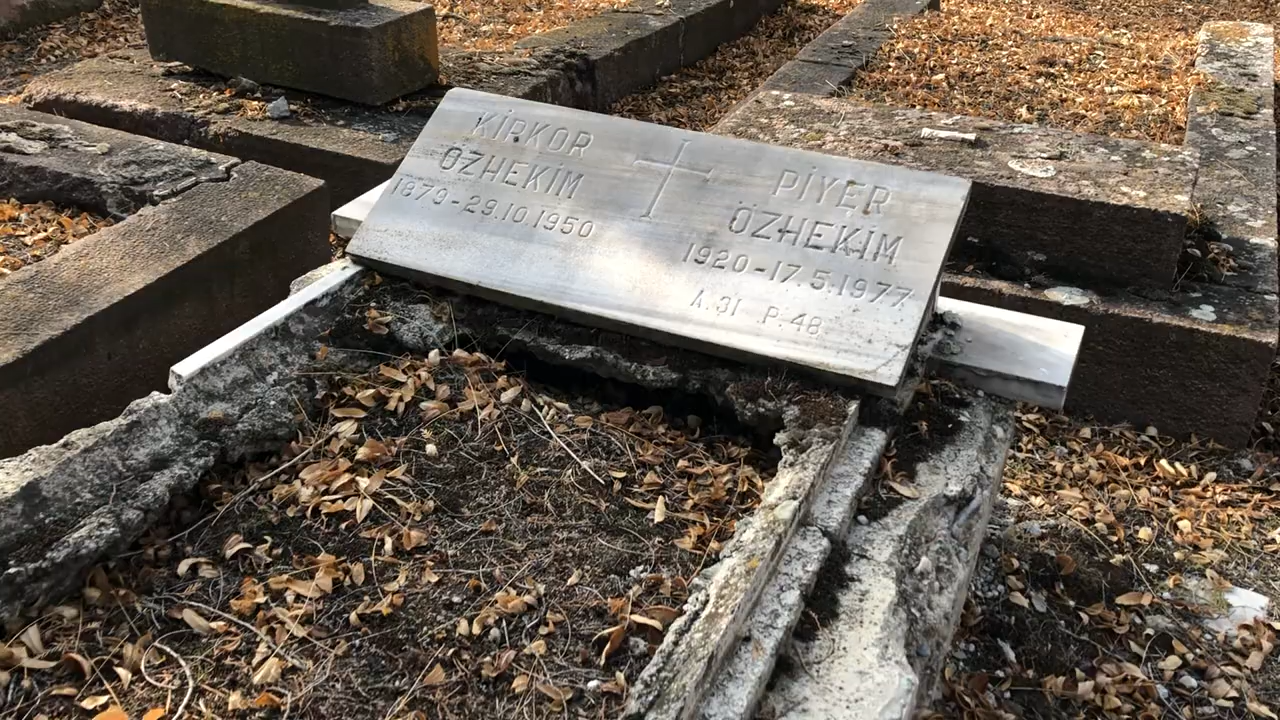 KİRKOR
ÖZHEKİM
1879-29.10.1950
PİYER
ÖZHEKİM
1920-17.5.1977
A.31 P.48